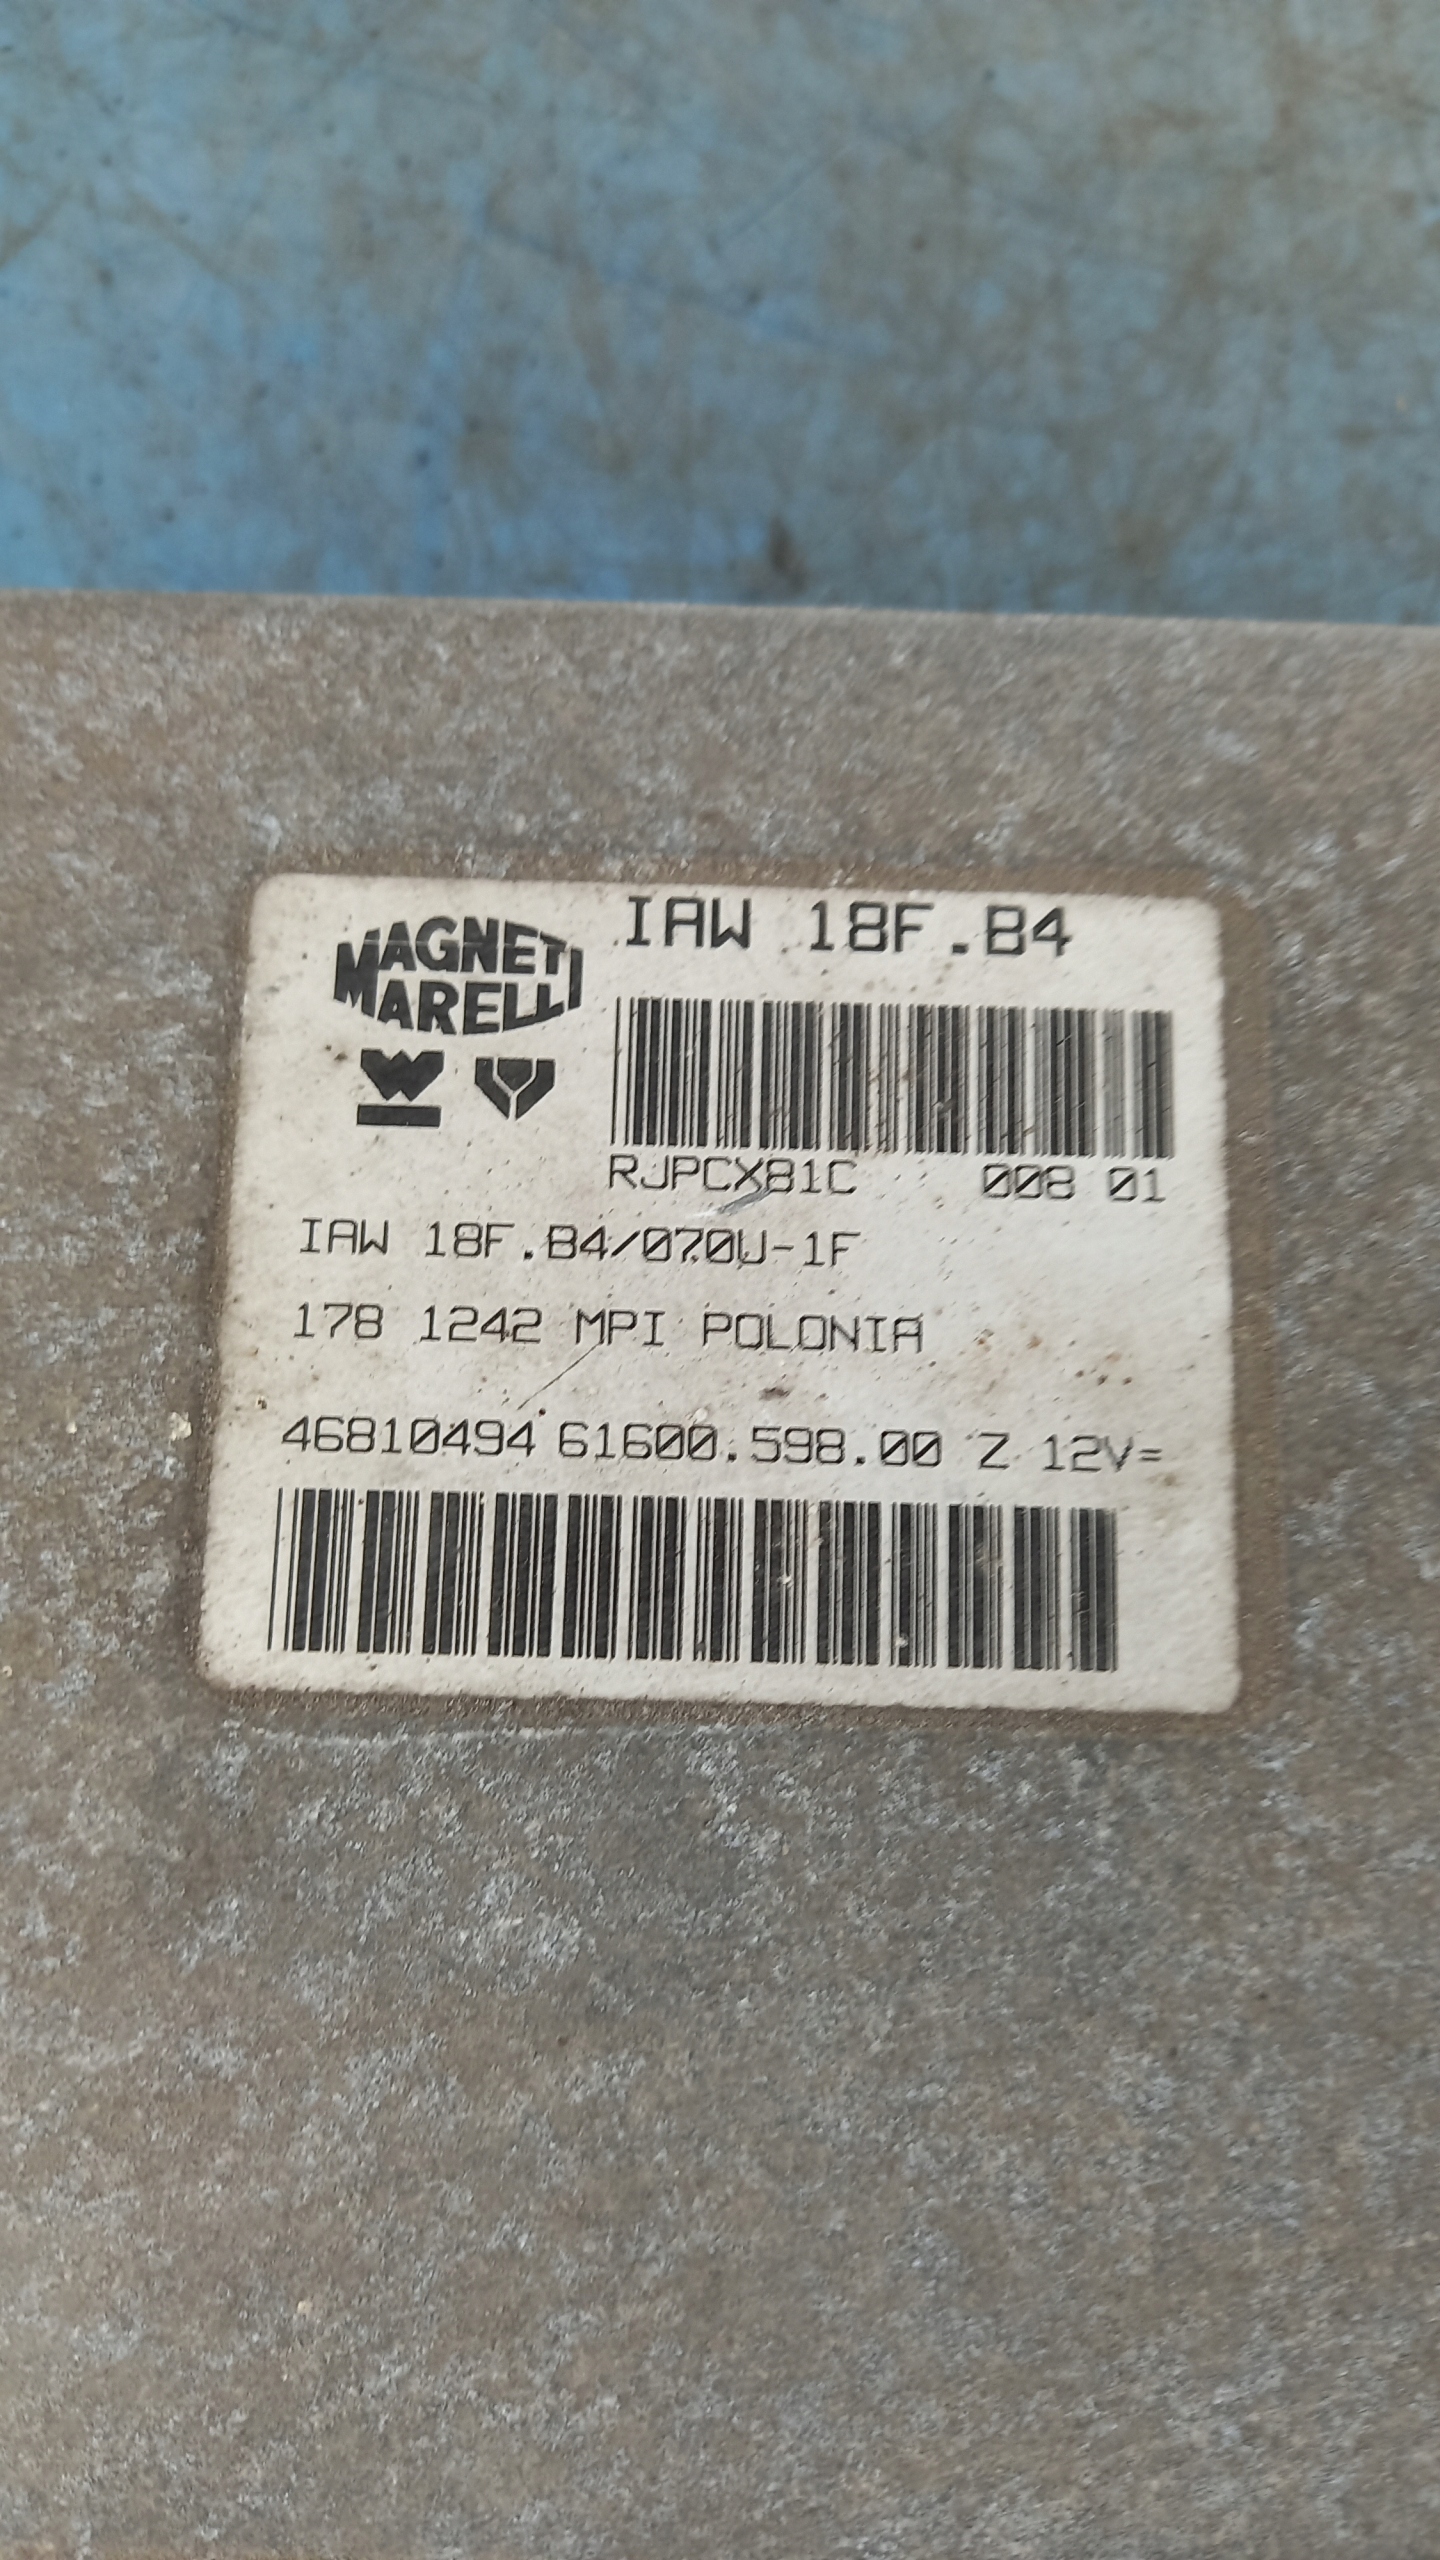 MAGNETI
MARELLI
IAW 18F.B4
RJPCX81C 008 01
IAW 18F.B4/070U-1F
178 1242 MPI POLONIA
46810494 61600.598.00 Z 12V=